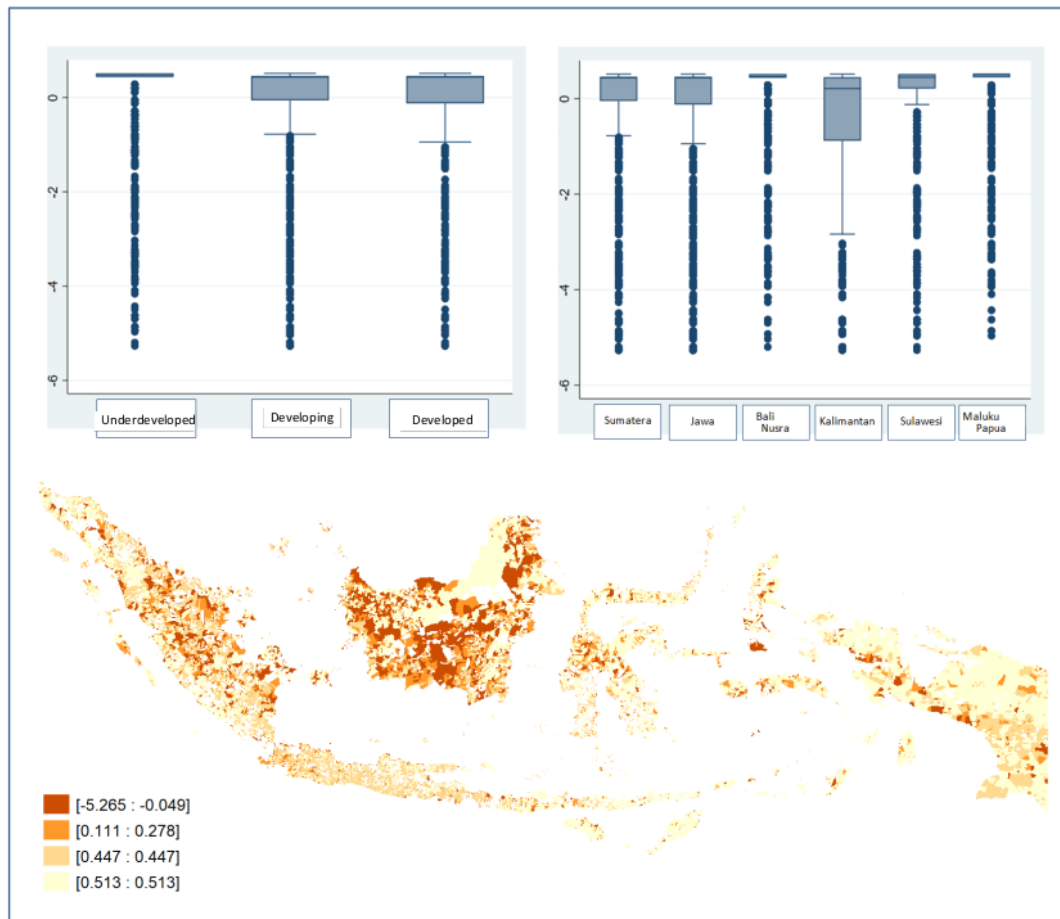 0
-2
-4
-6
Underdeveloped
Developing
Developed
0
-2
-4
-6
Sumatera
Jawa
Bali
Nusra
Kalimantan
Sulawesi
Maluku
Papua
[-5.265 : -0.049]
[0.111 : 0.278]
[0.447 : 0.447]
[0.513 : 0.513]